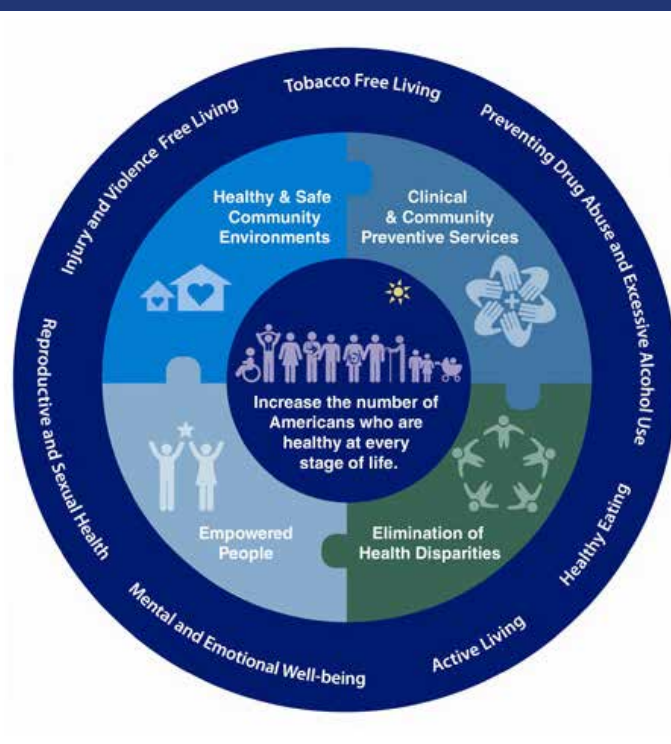 Tobacco Free Living
Preventing Drug Abuse and Excessive Alcohol Use
Healthy Eating
Active Living
Mental and Emotional Well-being
Reproductive and Sexual Health
Injury and Violence Free Living
Healthy & Safe
Community
Environments
Clinical
& Community
Preventive Services
Increase the number of
Americans who are
healthy at every
stage of life.
Empowered
People
Elimination of
Health Disparities